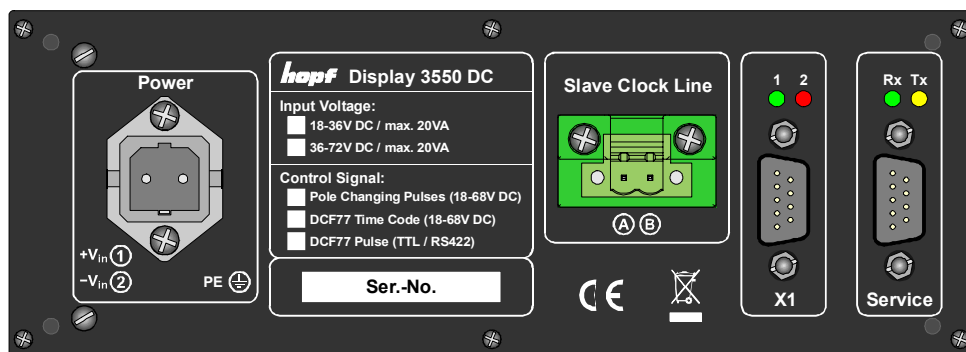 Power
+Vin 1
−Vin 2
PE
hopf Display 3550 DC
Input Voltage:
18-36V DC / max. 20VA
36-72V DC / max. 20VA
Control Signal:
Pole Changing Pulses (18-68V DC)
DCF77 Time Code (18-68V DC)
DCF77 Pulse (TTL / RS422)
Ser.-No.
Slave Clock Line
A B
CE
1 2
X1
Rx Tx
Service